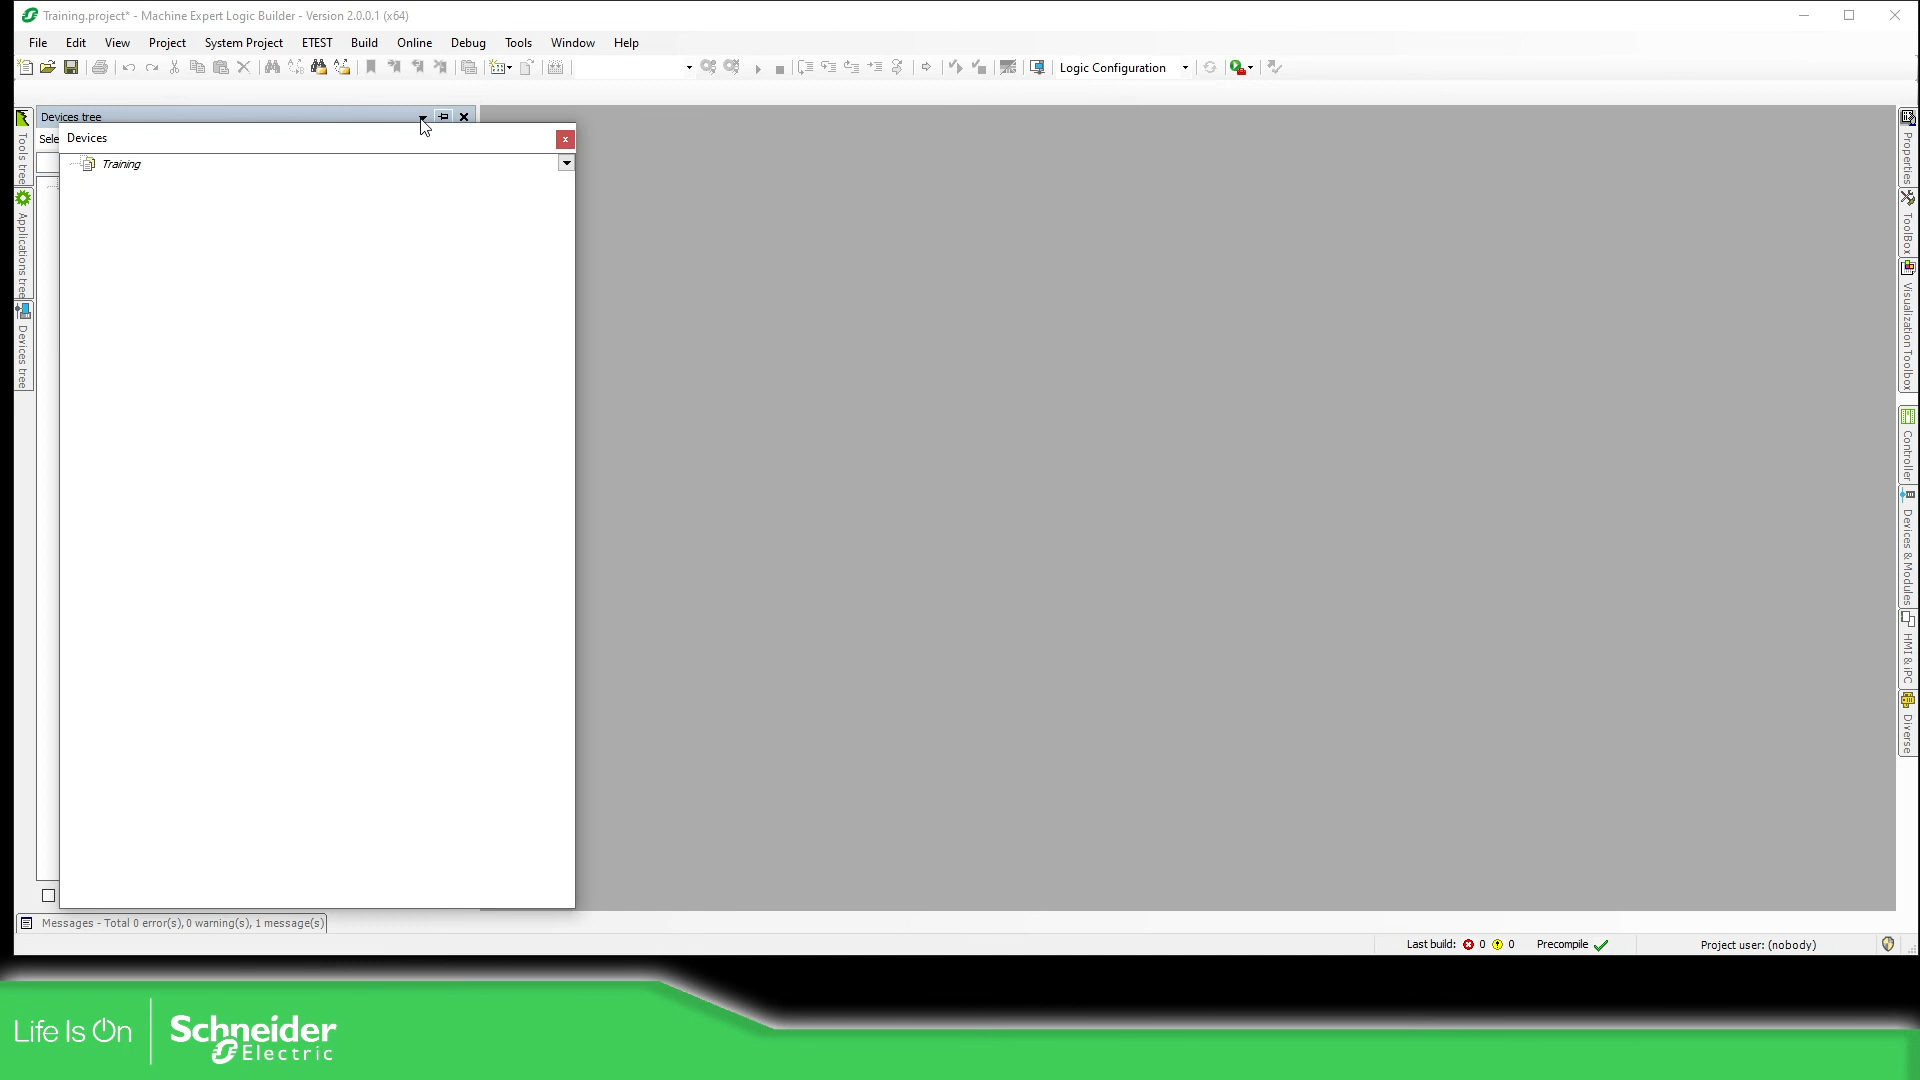 Training.project* - Machine Expert Logic Builder - Version 2.0.0.1 (x64)
File Edit View Project System Project ETEST Build Online Debug Tools Window Help
Logic Configuration
Devices tree
Sele
Devices
Training
Tools tree
Applications tree
Devices tree
Properties
ToolBox
Visualization Toolbox
Controller
Devices & Modules
HMI & iPC
Diverse
Messages - Total 0 error(s), 0 warning(s), 1 message(s)
Last build: 0 0 Precompile Project user: (nobody)
Life Is On
Schneider
Electric